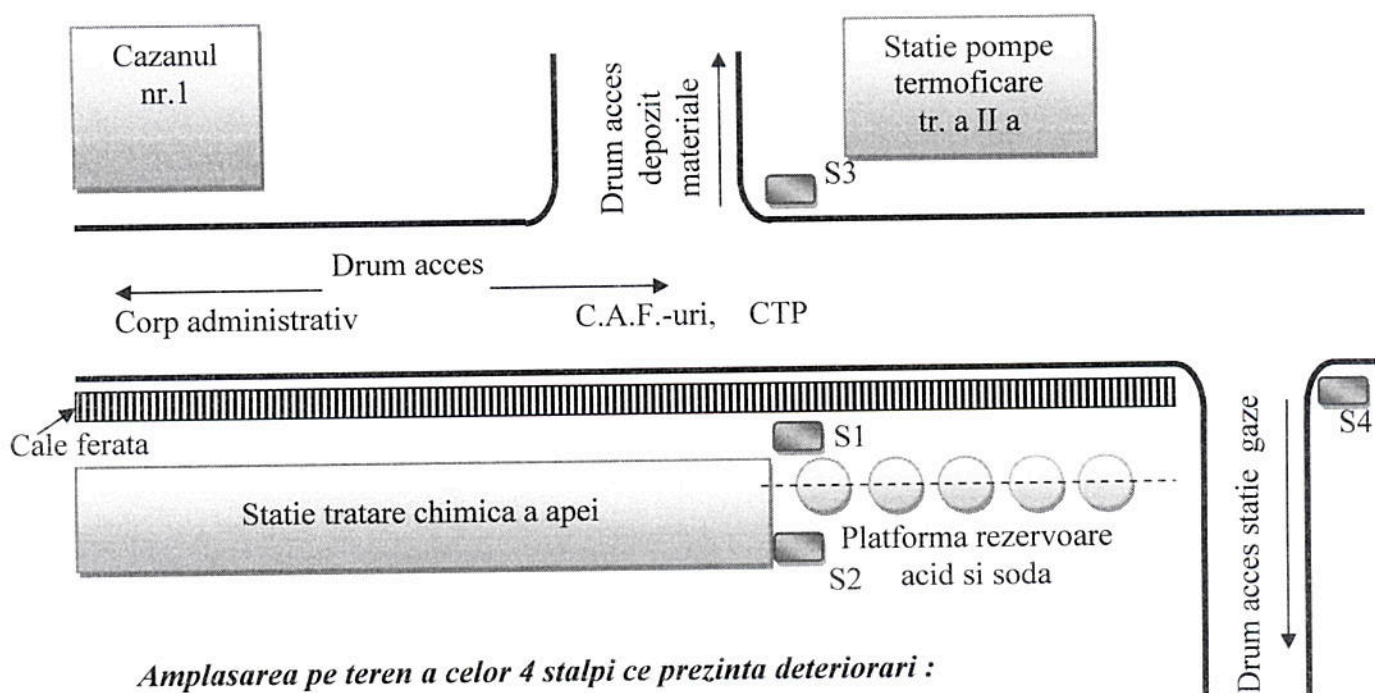 Cazanul
nr.1
Drum acces
depozit
materiale
Statie pompe
termoficare
tr. a II a
S3
Drum acces
Corp administrativ
C.A.F.-uri, CTP
Cale ferata
S1
S4
Statie tratare chimica a apei
S2
Platforma rezervoare
acid si soda
Drum acces statie gaze
Amplasarea pe teren a celor 4 stalpi ce prezinta deteriorari :